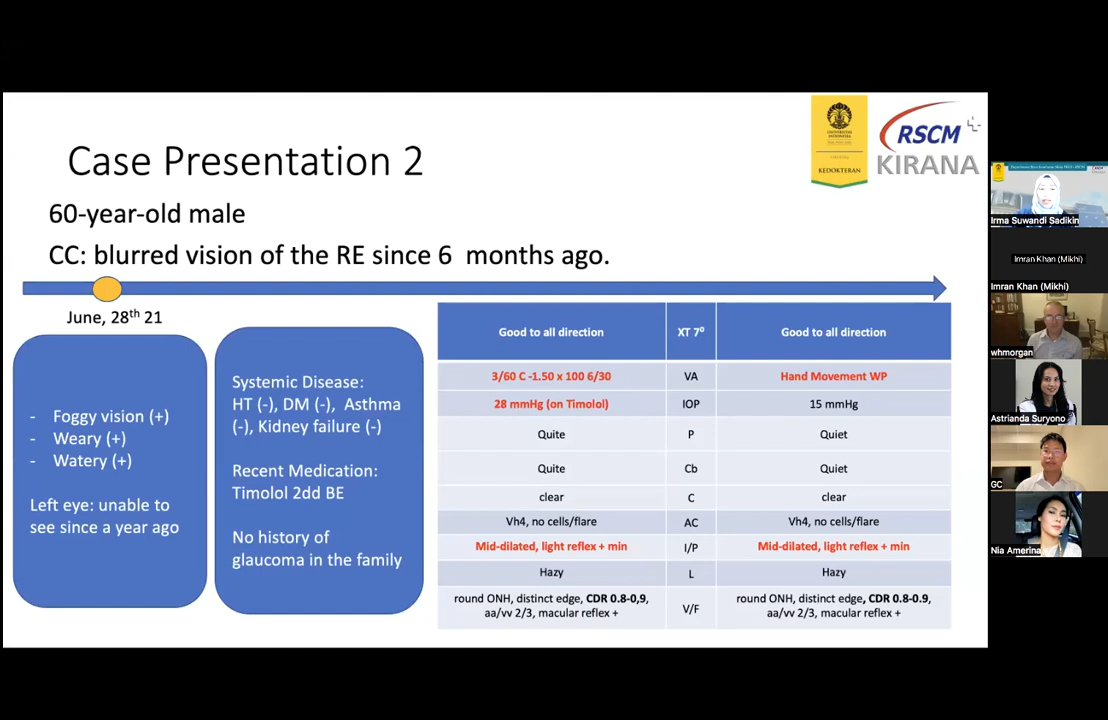 UNIVERSITAS
INDONESIA
KEDOKTERAN
RSCM
KIRANA
Case Presentation 2
60-year-old male
CC: blurred vision of the RE since 6 months ago.
June, 28th 21
- Foggy vision (+)
- Weary (+)
- Watery (+)
Left eye: unable to
see since a year ago
Systemic Disease:
HT (-), DM (-), Asthma
(-), Kidney failure (-)
Recent Medication:
Timolol 2dd BE
No history of
glaucoma in the family
Good to all direction XT 7⁰ Good to all direction
3/60 C -1.50 x 100 6/30 VA Hand Movement WP
28 mmHg (on Timolol) IOP 15 mmHg
Quite P Quiet
Quite Cb Quiet
clear C clear
Vh4, no cells/flare AC Vh4, no cells/flare
Mid-dilated, light reflex + min I/P Mid-dilated, light reflex + min
Hazy L Hazy
round ONH, distinct edge, CDR 0.8-0,9,
aa/vv 2/3, macular reflex +
V/F
round ONH, distinct edge, CDR 0.8-0.9,
aa/vv 2/3, macular reflex +
Irma Suwandi Sadikin
Imran Khan (Mikhi)
Imran Khan (Mikhi)
whmorgan
Astrianda Suryono
GC
Nia Amerina